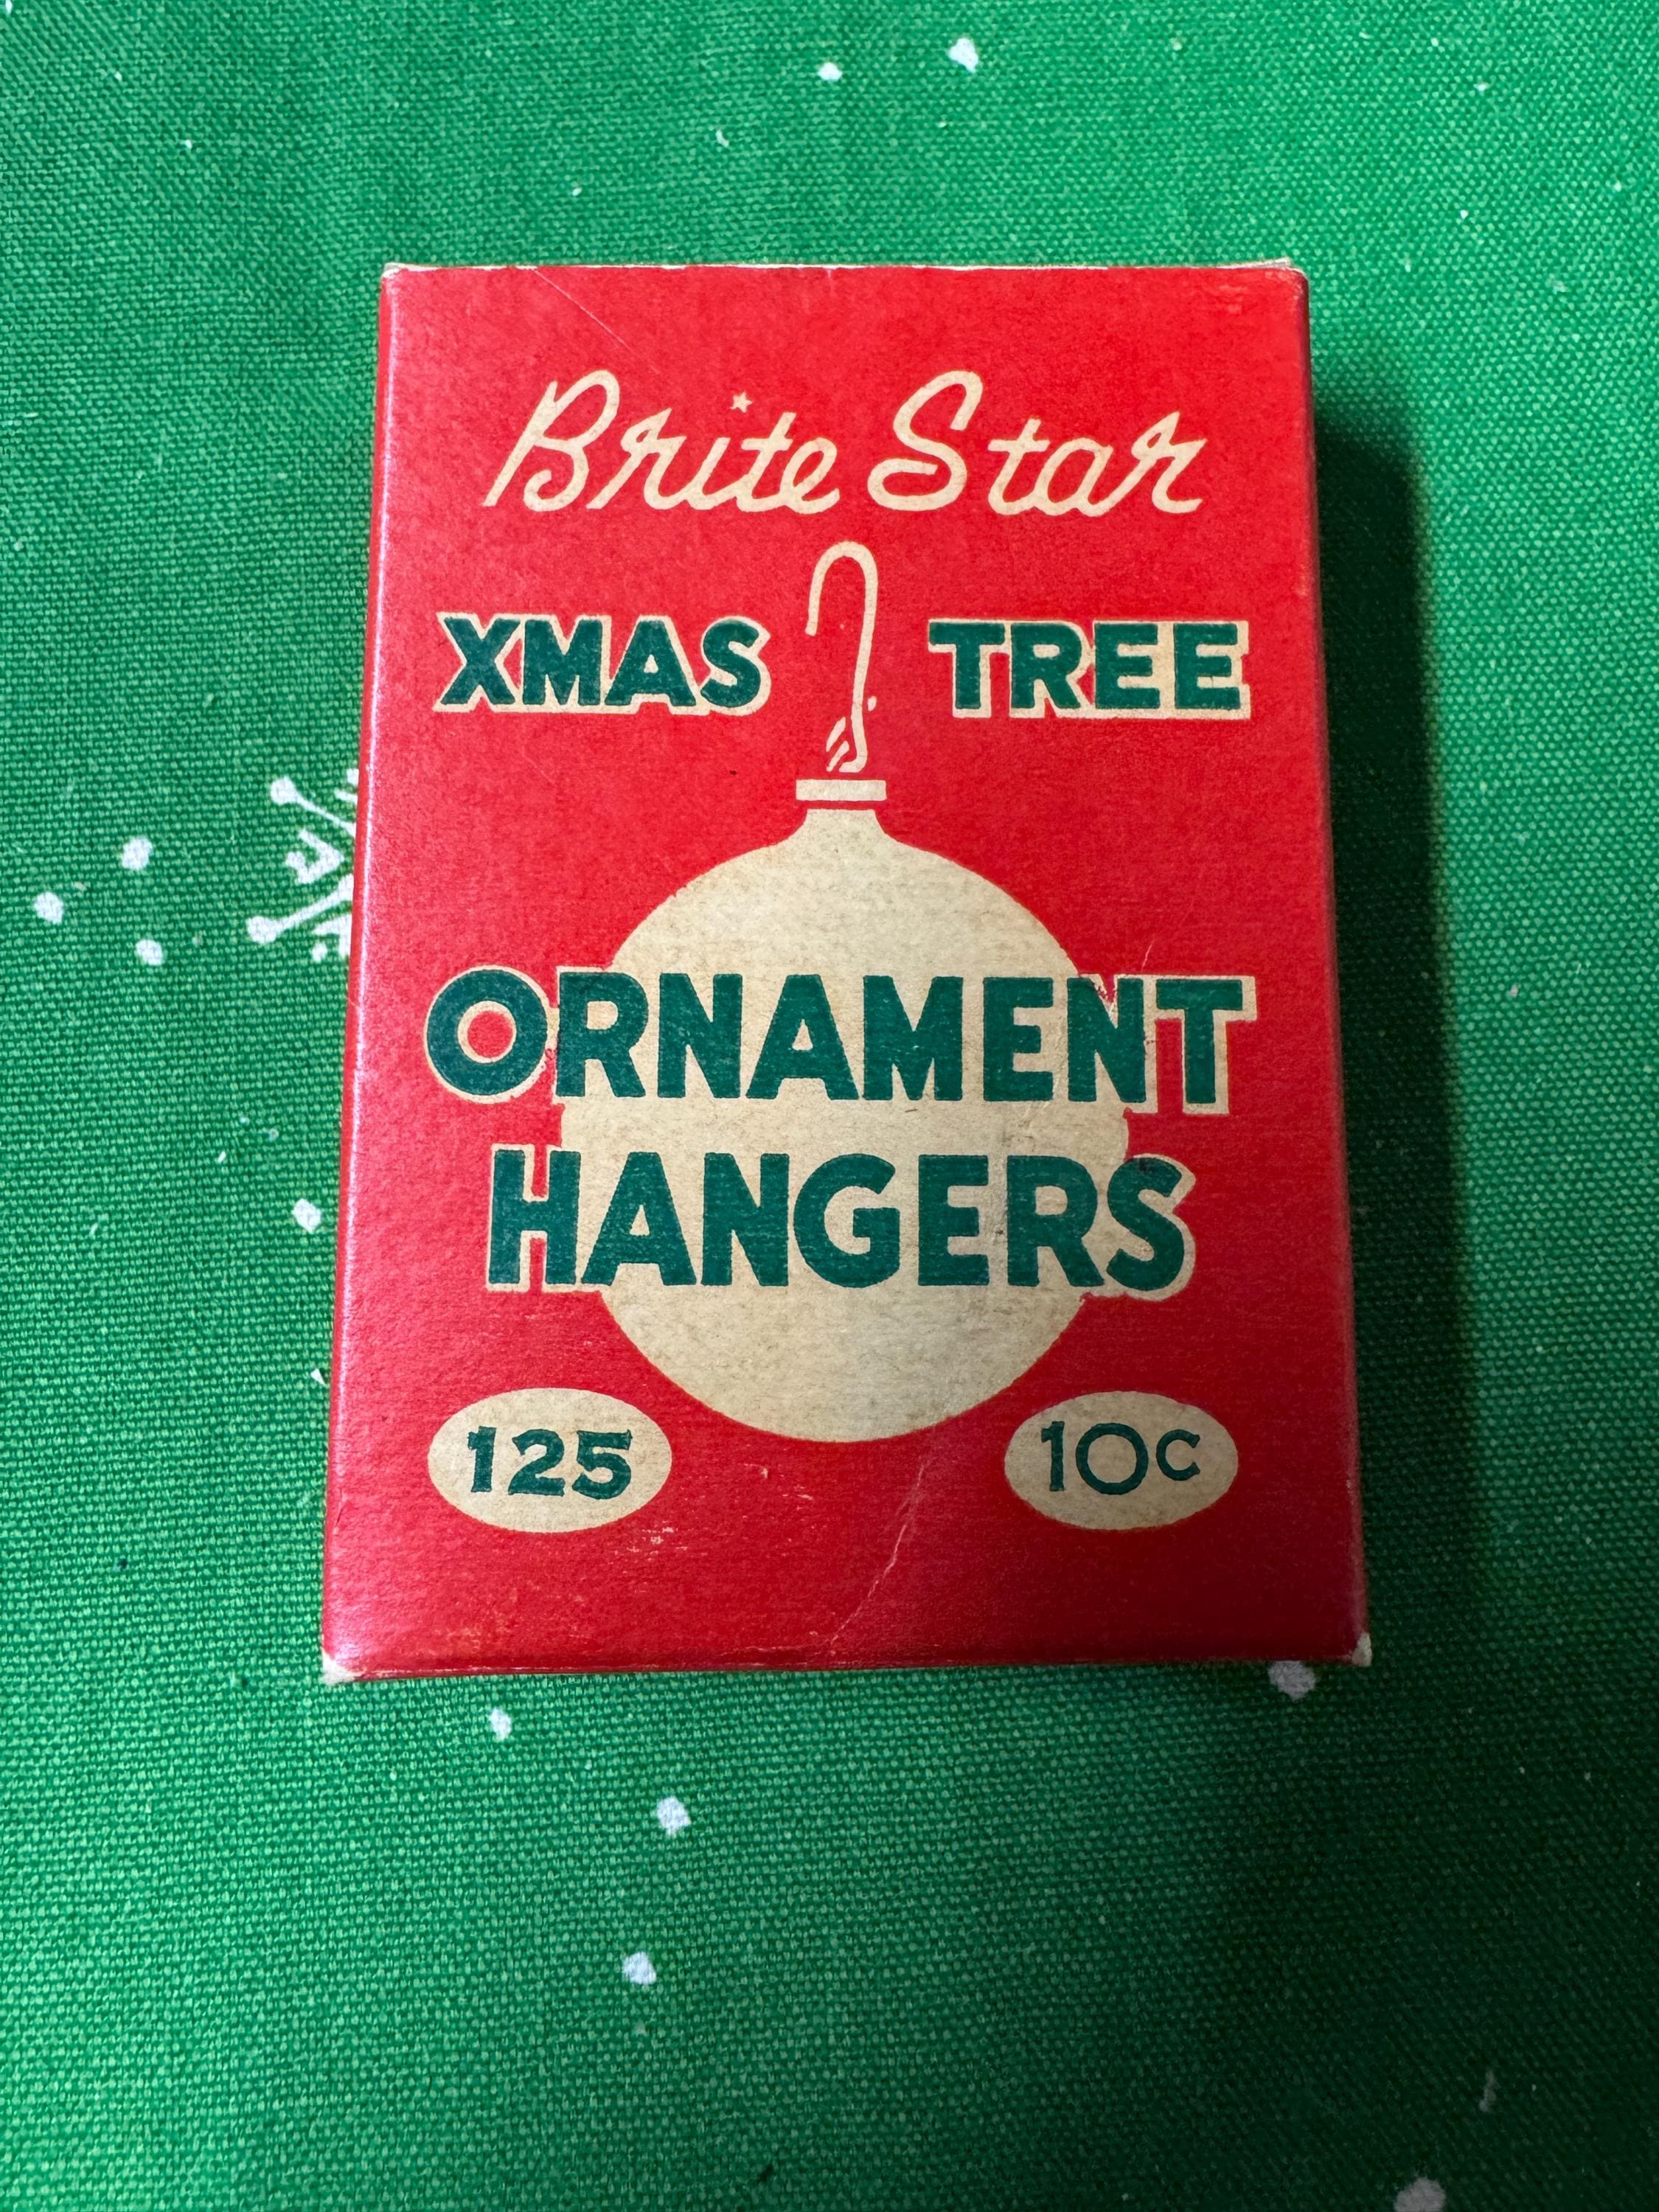 Brite Star
XMAS TREE
ORNAMENT
HANGERS
125 10c